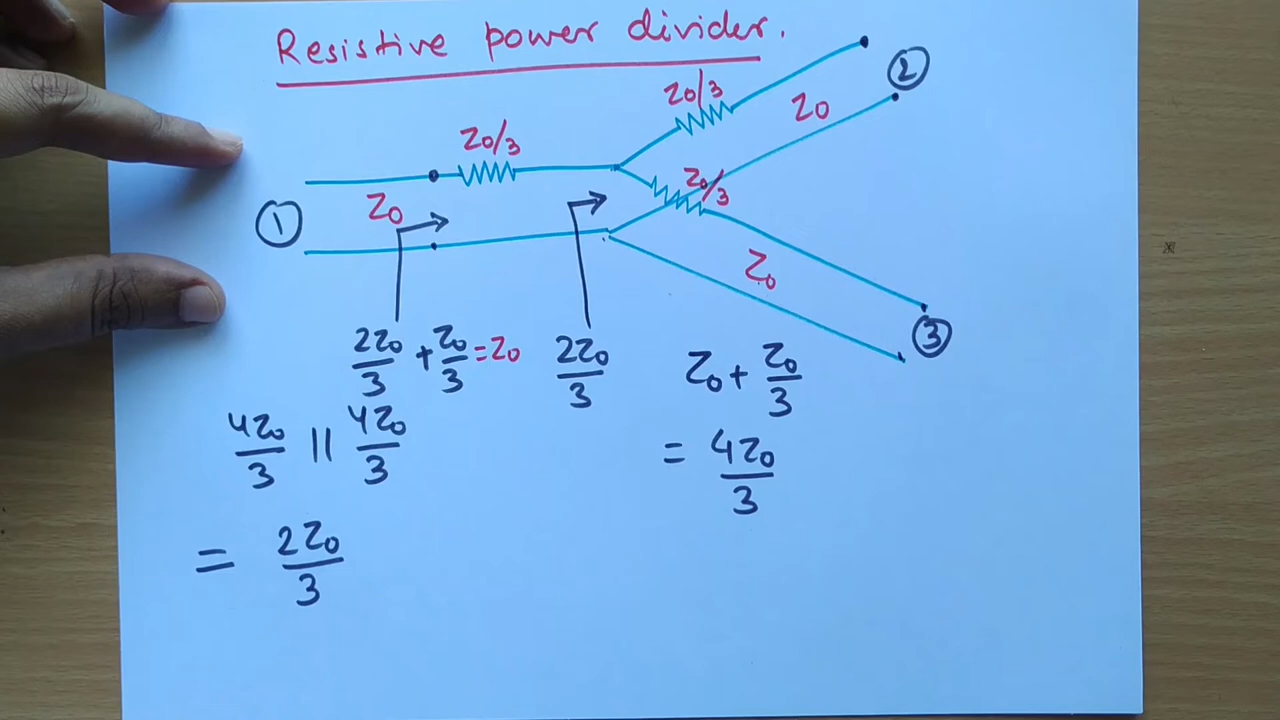 Resistive power divider.
Z0/3
②
Z0/3
Z0
Z0/3
Z0
①
Z0
③
2Z0/3 + Z0/3 = Z0
2Z0/3
Z0 + Z0/3
4Z0/3 || 4Z0/3
= 4Z0/3
= 2Z0/3